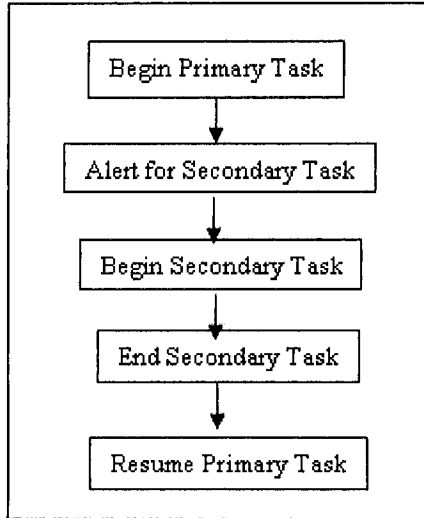 Begin Primary Task
Alert for Secondary Task
Begin Secondary Task
End Secondary Task
Resume Primary Task